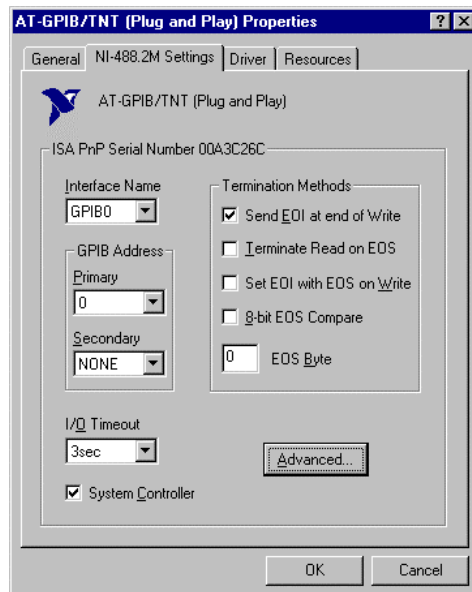 AT-GPIB/TNT (Plug and Play) Properties
General NI-488.2M Settings Driver Resources
AT-GPIB/TNT (Plug and Play)
ISA PnP Serial Number 00A3C26C
Interface Name
GPIB0
GPIB Address
Primary
0
Secondary
NONE
Termination Methods
Send EOI at end of Write
Terminate Read on EOS
Set EOI with EOS on Write
8-bit EOS Compare
0 EOS Byte
I/O Timeout
3sec
Advanced...
System Controller
OK Cancel